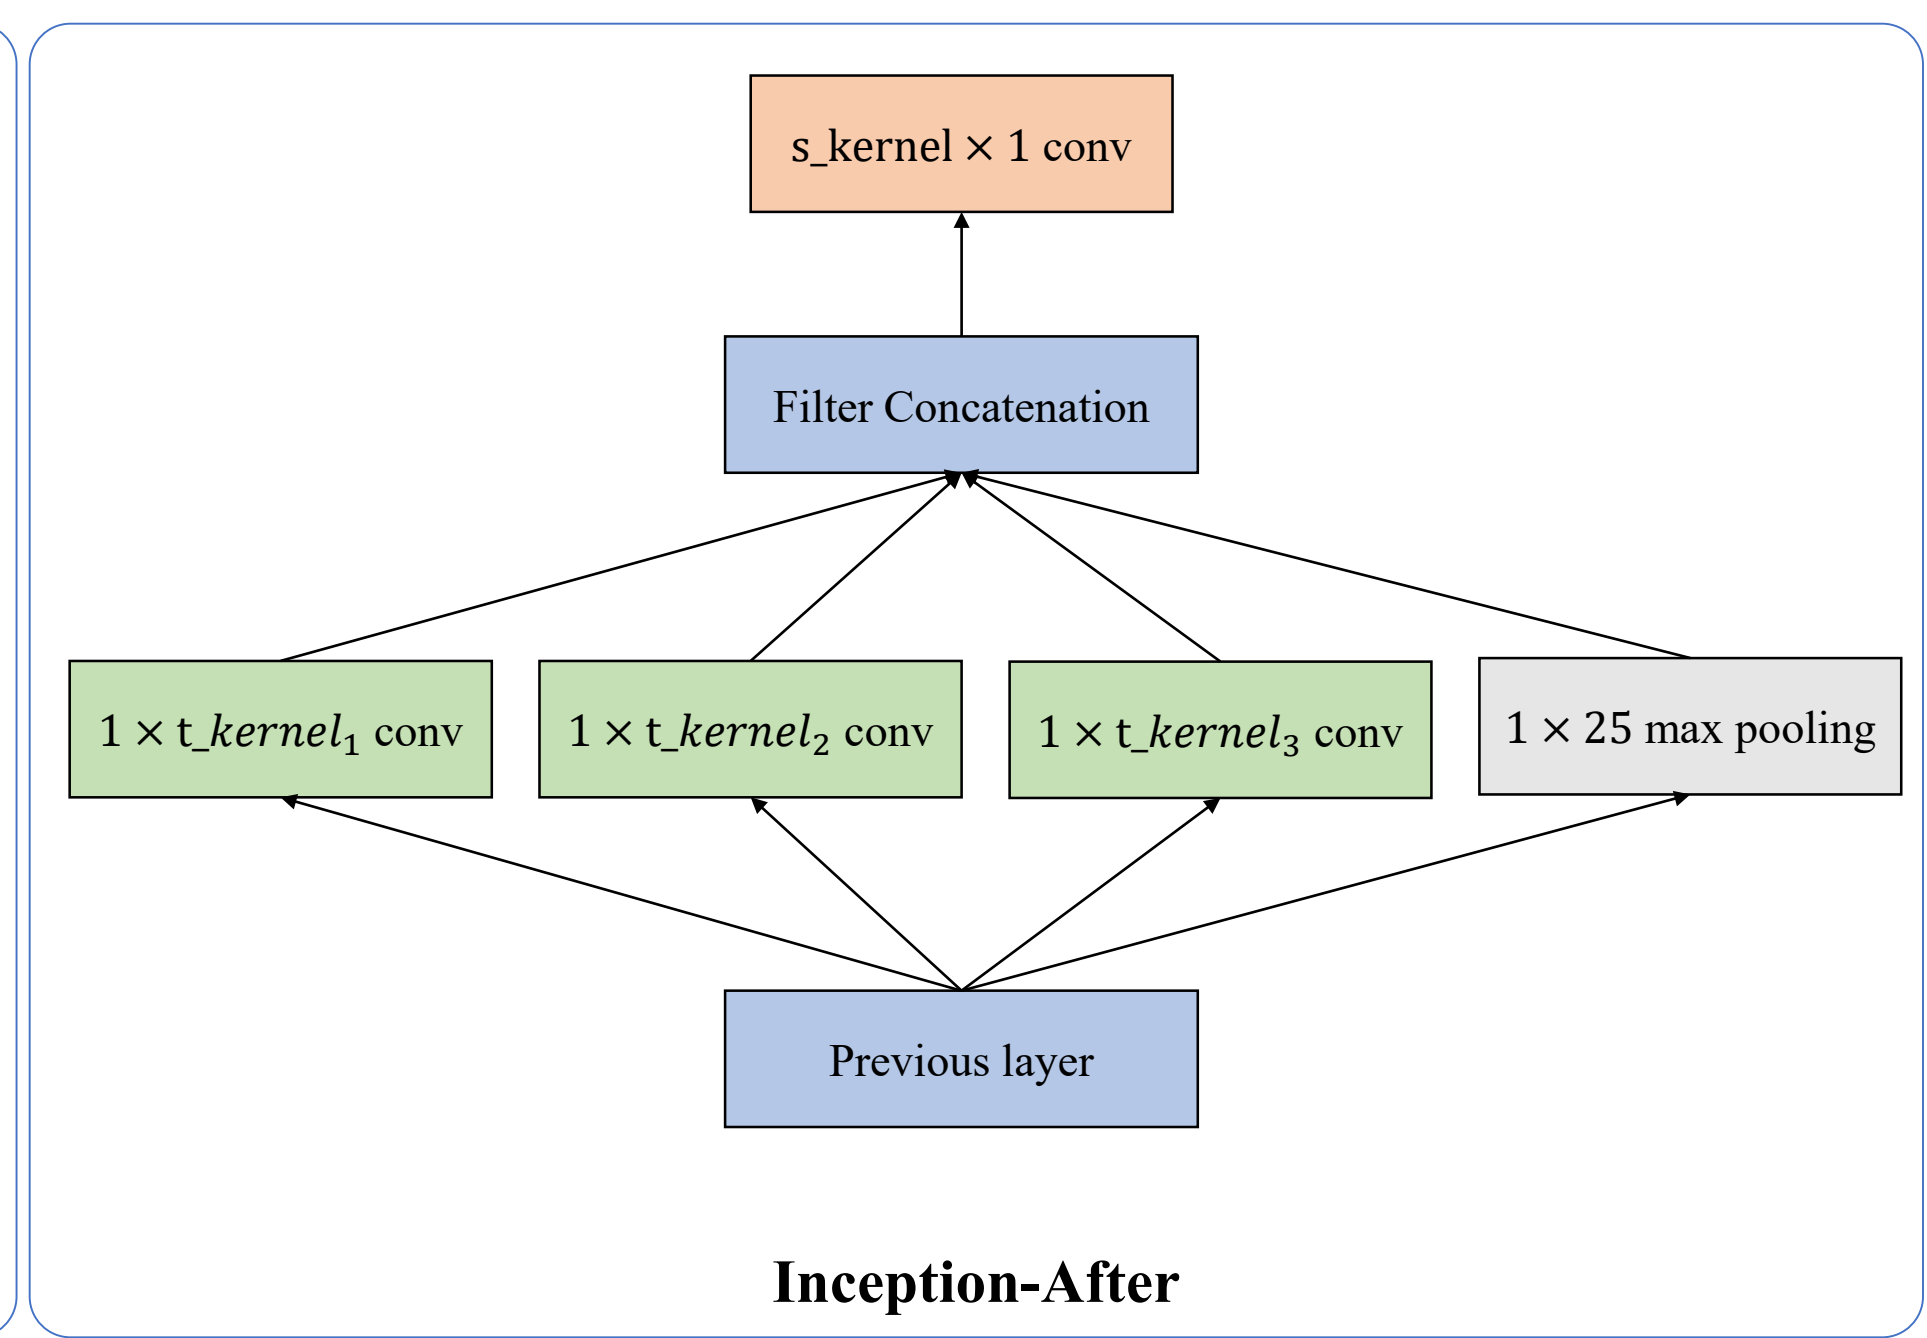 s_kernel × 1 conv
Filter Concatenation
1 × t_kernel₁ conv
1 × t_kernel₂ conv
1 × t_kernel₃ conv
1 × 25 max pooling
Previous layer
Inception-After